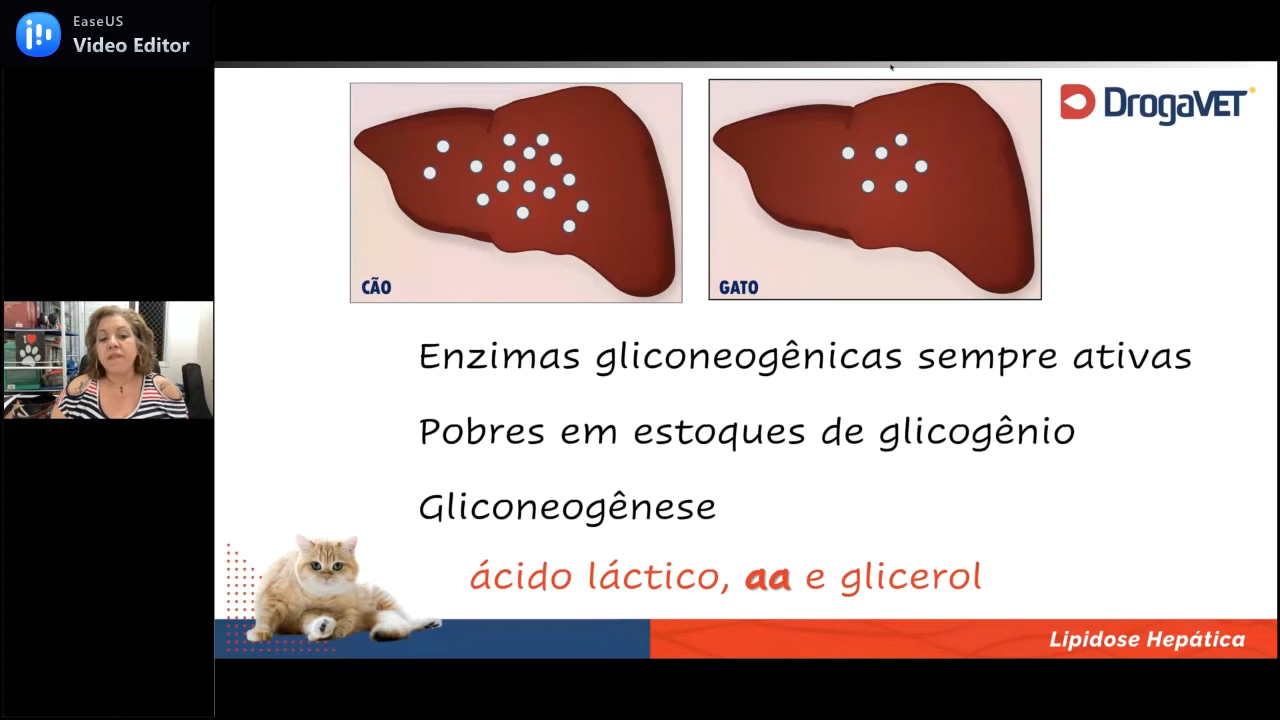 EaseUS
Video Editor
DrogaVET
CÃO
GATO
Enzimas gliconeogênicas sempre ativas
Pobres em estoques de glicogênio
Gliconeogênese
ácido láctico, aa e glicerol
Lipidose Hepática